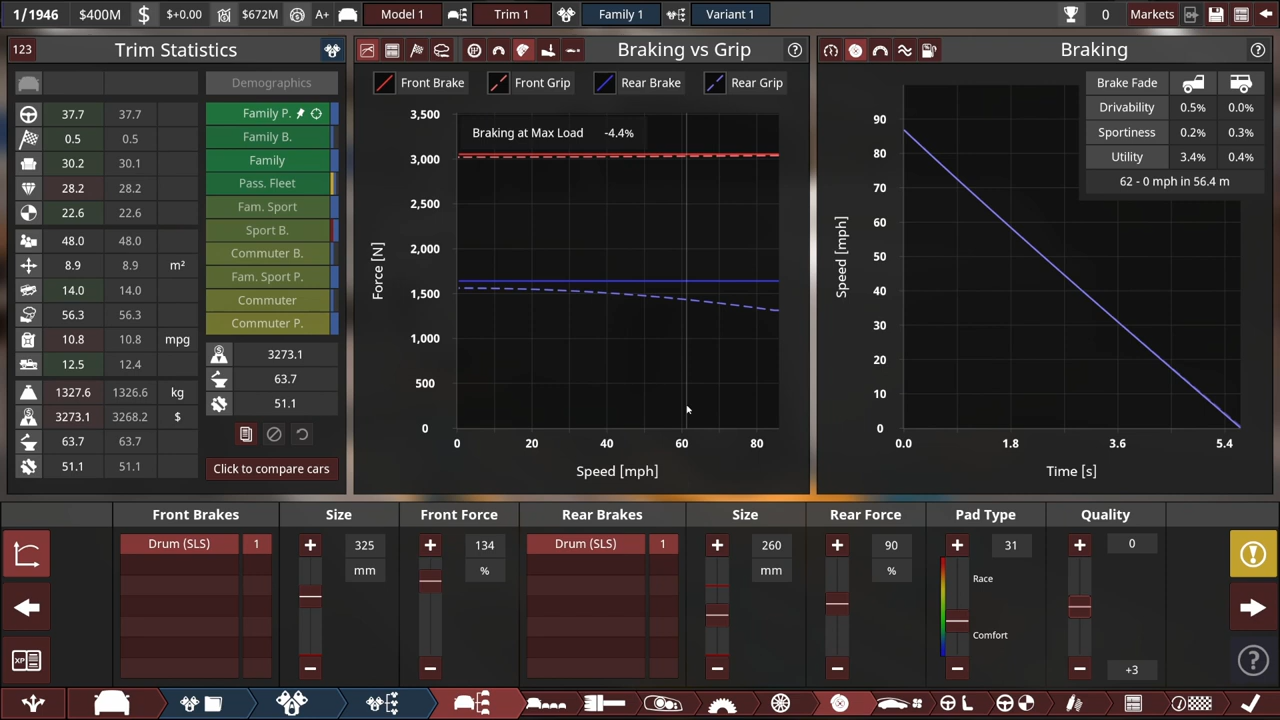 1/1946 $400M $+0.00 $672M A+ Model 1 Trim 1 Family 1 Variant 1 0 Markets
123 Trim Statistics
37.7 37.7
0.5 0.5
30.2 30.1
28.2 28.2
22.6 22.6
48.0 48.0
8.9 8.9 m²
14.0 14.0
56.3 56.3
10.8 10.8 mpg
12.5 12.4
1327.6 1326.6 kg
3273.1 3268.2 $
63.7 63.7
51.1 51.1
Demographics
Family P.
Family B.
Family
Pass. Fleet
Fam. Sport
Sport B.
Commuter B.
Fam. Sport P.
Commuter
Commuter P.
3273.1
63.7
51.1
Click to compare cars
Braking vs Grip
Front Brake Front Grip Rear Brake Rear Grip
Braking at Max Load -4.4%
3,500
3,000
2,500
2,000
1,500
1,000
500
0
Force [N]
0 20 40 60 80
Speed [mph]
Braking
Brake Fade
Drivability 0.5% 0.0%
Sportiness 0.2% 0.3%
Utility 3.4% 0.4%
62 - 0 mph in 56.4 m
90
80
70
60
50
40
30
20
10
0
Speed [mph]
0.0 1.8 3.6 5.4
Time [s]
Front Brakes Size Front Force Rear Brakes Size Rear Force Pad Type Quality
Drum (SLS) 1 325 134 Drum (SLS) 1 260 90 31 0
mm % mm %
Race
Comfort
+3
XP